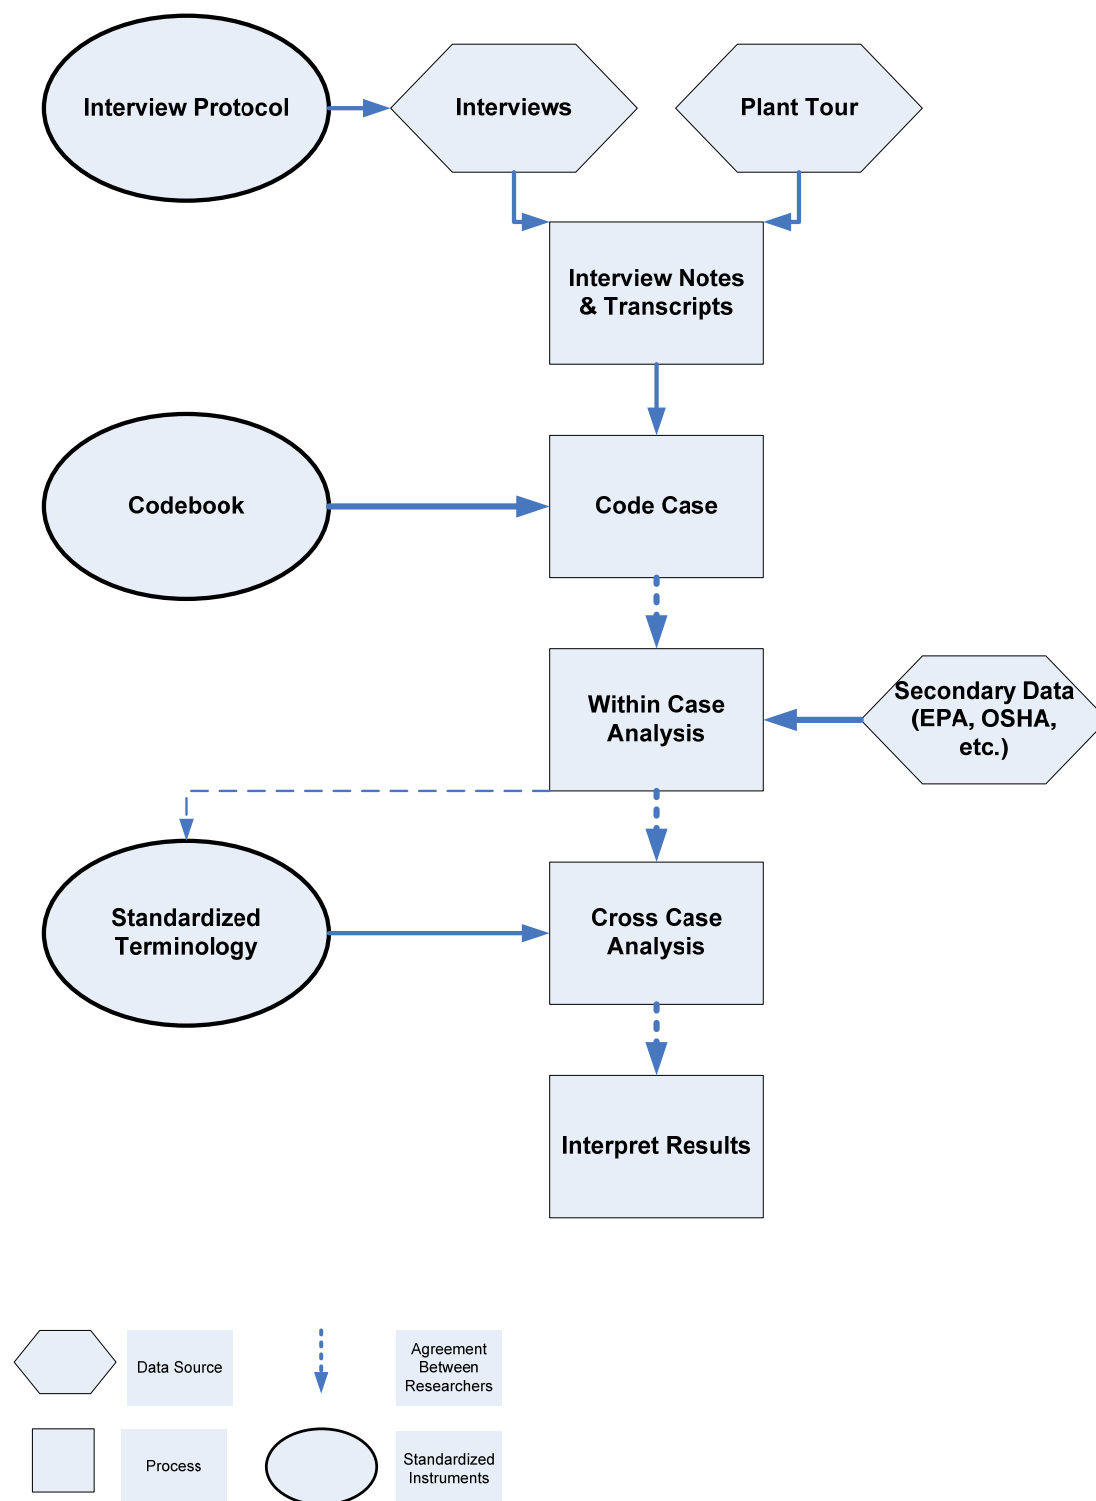 Interview Protocol
Interviews
Plant Tour
Interview Notes
& Transcripts
Codebook
Code Case
Within Case
Analysis
Secondary Data
(EPA, OSHA,
etc.)
Standardized
Terminology
Cross Case
Analysis
Interpret Results
Data Source
Agreement
Between
Researchers
Process
Standardized
Instruments